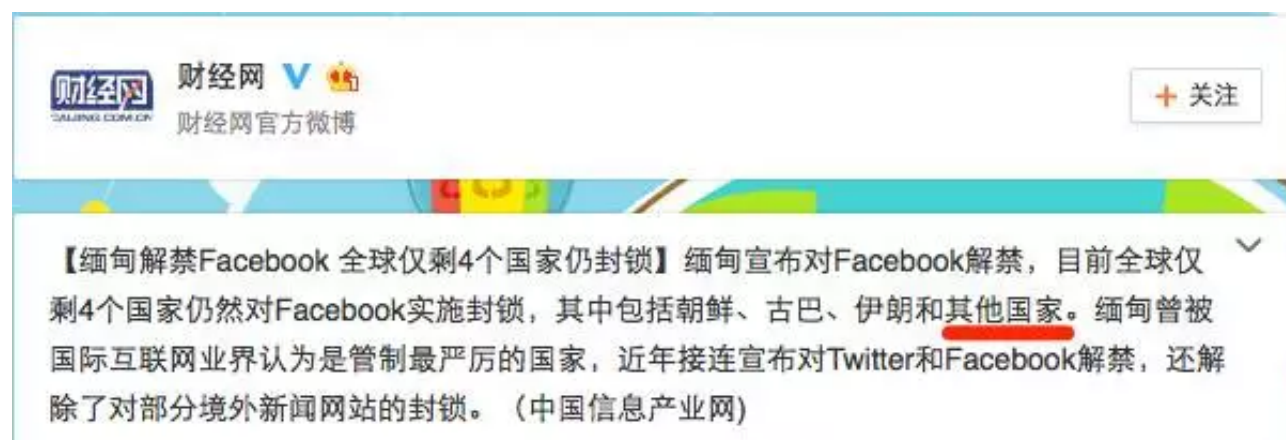 财经网
CAIJING.COM.CN
财经网
财经网官方微博
+ 关注
【缅甸解禁Facebook 全球仅剩4个国家仍封锁】缅甸宣布对Facebook解禁，目前全球仅
剩4个国家仍然对Facebook实施封锁，其中包括朝鲜、古巴、伊朗和其他国家。缅甸曾被
国际互联网业界认为是管制最严厉的国家，近年接连宣布对Twitter和Facebook解禁，还解
除了对部分境外新闻网站的封锁。（中国信息产业网)